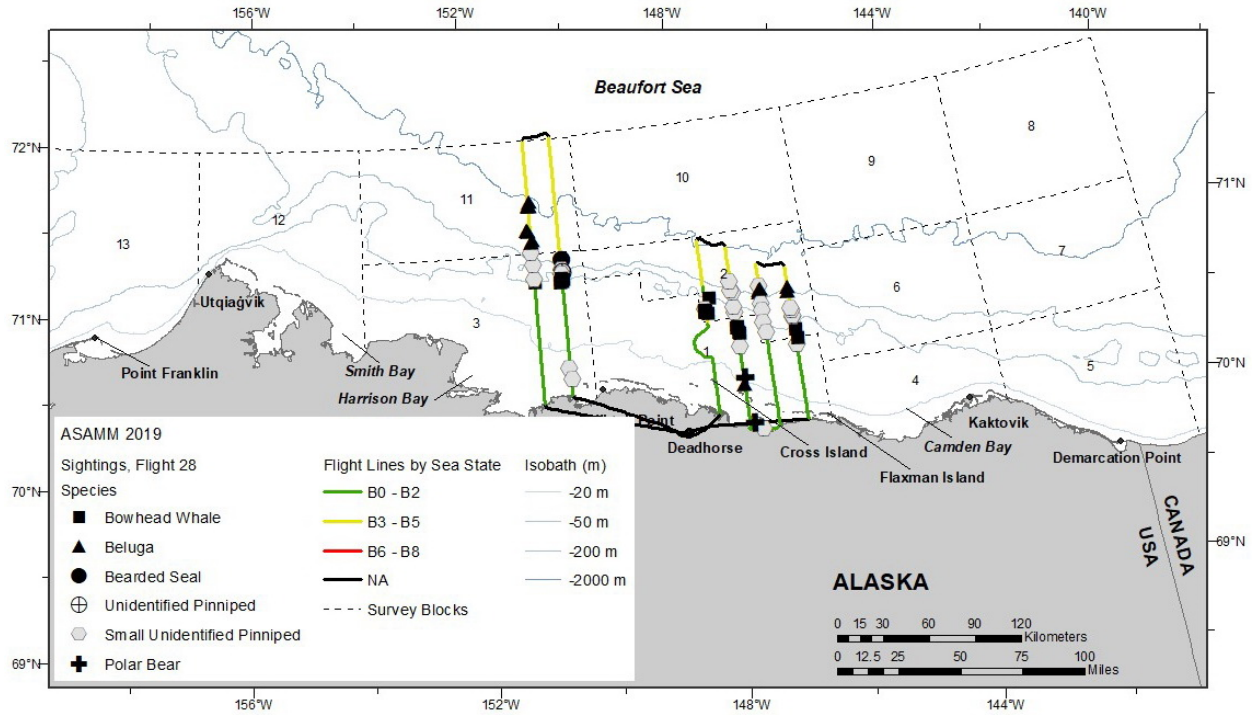 156°W 152°W 148°W 144°W 140°W
Beaufort Sea
8
72°N
9
10
71°N
11
12
13
7
2
6
Utqiaġvik
71°N
3
1
70°N
Point Franklin
Smith Bay
5
4
Harrison Bay
Point
Kaktovik
Deadhorse
Cross Island
Camden Bay
Demarcation Point
Flaxman Island
70°N
69°N
69°N
CANADA
USA
ALASKA
0 15 30 60 90 120
Kilometers
0 12.5 25 50 75 100
Miles
ASAMM 2019
Sightings, Flight 28
Species
Bowhead Whale
Beluga
Bearded Seal
Unidentified Pinniped
Small Unidentified Pinniped
Polar Bear
Flight Lines by Sea State
B0 - B2
B3 - B5
B6 - B8
NA
Survey Blocks
Isobath (m)
-20 m
-50 m
-200 m
-2000 m
156°W 152°W 148°W 144°W